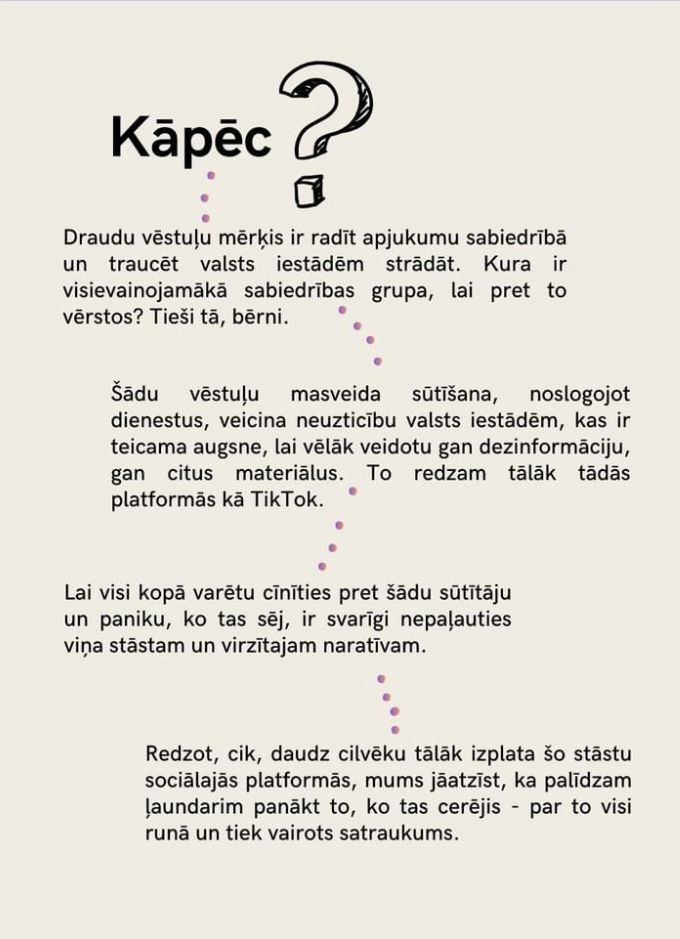 Kāpēc?
Draudu vēstuļu mērķis ir radīt apjukumu sabiedrībā
un traucēt valsts iestādēm strādāt. Kura ir
visievainojamākā sabiedrības grupa, lai pret to
vērstos? Tieši tā, bērni.
Šādu vēstuļu masveida sūtīšana, noslogojot
dienestus, veicina neuzticību valsts iestādēm, kas ir
teicama augsne, lai vēlāk veidotu gan dezinformāciju,
gan citus materiālus. To redzam tālāk tādās
platformās kā TikTok.
Lai visi kopā varētu cīnīties pret šādu sūtītāju
un paniku, ko tas sēj, ir svarīgi nepaļauties
viņa stāstam un virzītajam naratīvam.
Redzot, cik, daudz cilvēku tālāk izplata šo stāstu
sociālajās platformās, mums jāatzīst, ka palīdzam
ļaundarim panākt to, ko tas cerējis - par to visi
runā un tiek vairots satraukums.